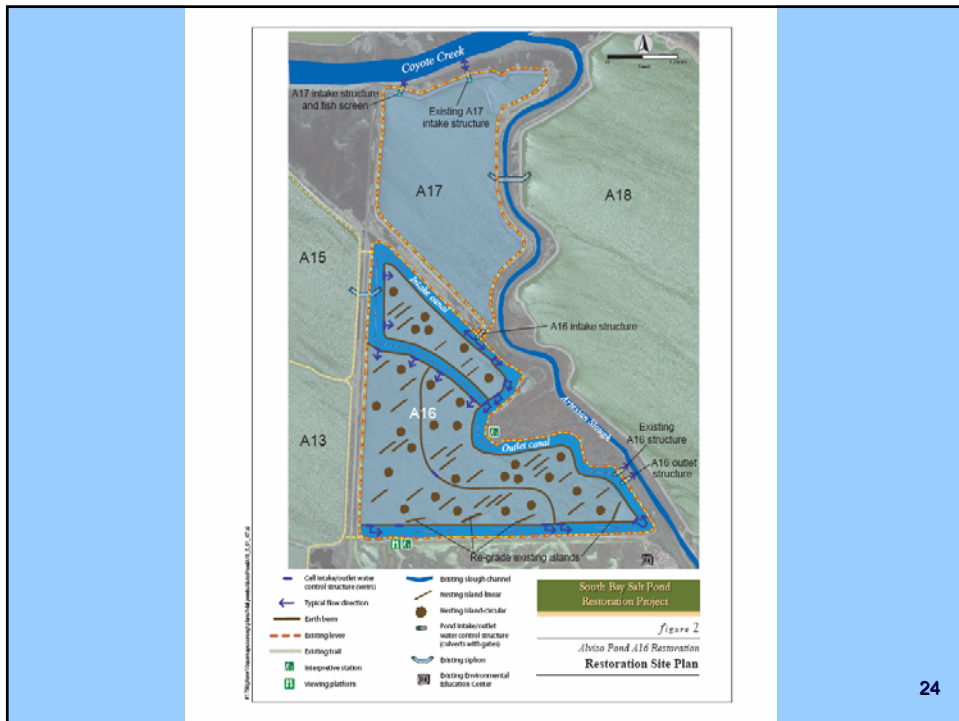 Coyote Creek
A17 intake structure
and fish screen
Existing A17
intake structure
A17
A18
A15
Intake canal
A16 intake structure
A16
A13
Artesian Slough
Existing
A16 structure
Outlet canal
A16 outlet
structure
Re-grade existing islands
Cell intake/outlet water
control structure (weirs)
Typical flow direction
Earth berm
Existing levee
Existing trail
Interpretive station
Viewing platform
Existing slough channel
Nesting island-linear
Nesting island-circular
Pond intake/outlet
water control structure
(culverts with gates)
Existing siphon
Existing Environmental
Education Center
South Bay Salt Pond
Restoration Project
figure 2
Alviso Pond A16 Restoration
Restoration Site Plan
24